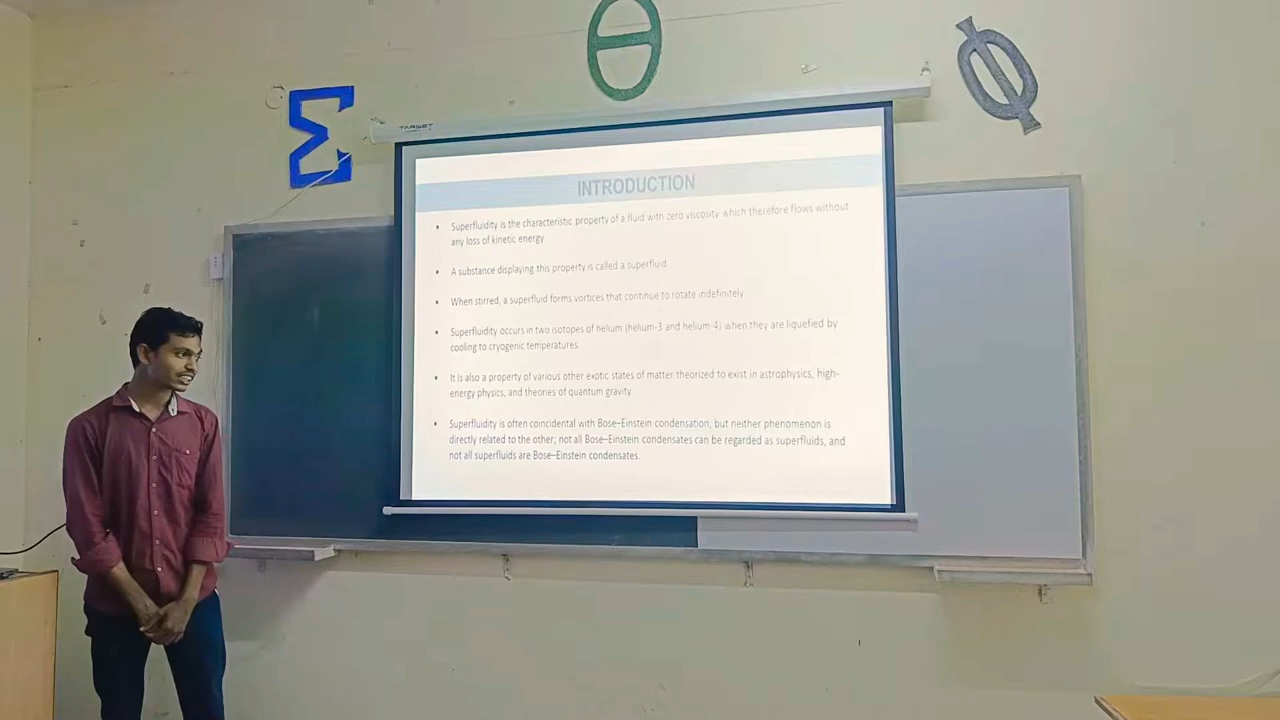 Σ
θ
Φ
TARGET
INTRODUCTION
• Superfluidity is the characteristic property of a fluid with zero viscosity which therefore flows without
any loss of kinetic energy
• A substance displaying this property is called a superfluid
• When stirred, a superfluid forms vortices that continue to rotate indefinitely
• Superfluidity occurs in two isotopes of helium (helium-3 and helium-4) when they are liquefied by
cooling to cryogenic temperatures
• It is also a property of various other exotic states of matter theorized to exist in astrophysics, high-
energy physics, and theories of quantum gravity
• Superfluidity is often coincidental with Bose–Einstein condensation, but neither phenomenon is
directly related to the other; not all Bose–Einstein condensates can be regarded as superfluids, and
not all superfluids are Bose–Einstein condensates.